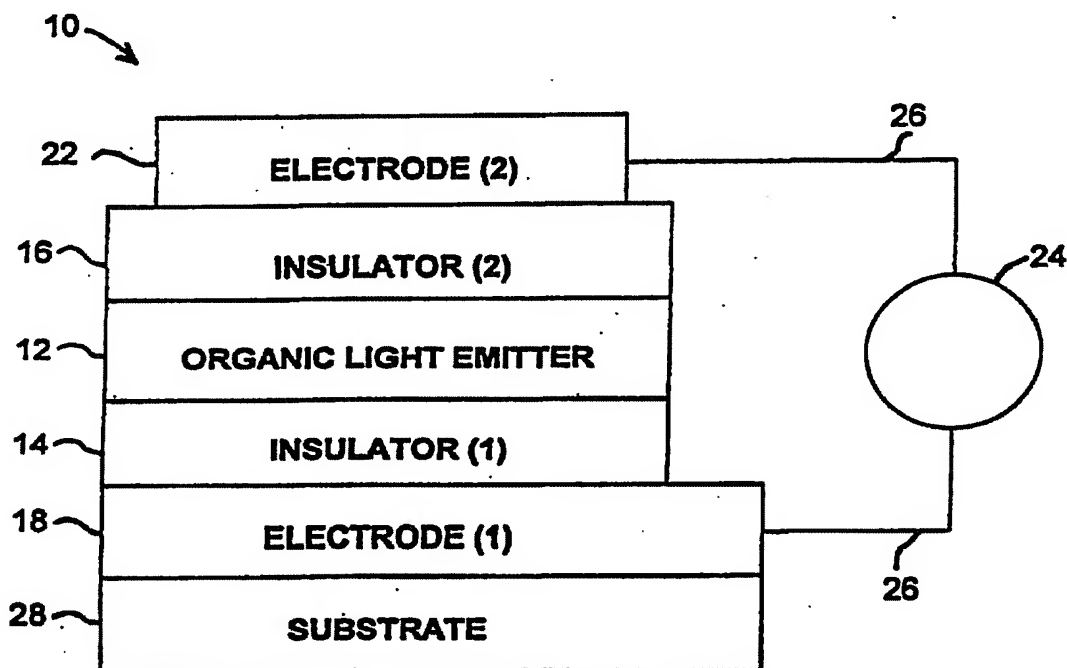 10
22
ELECTRODE (2)
26
16
INSULATOR (2)
24
12
ORGANIC LIGHT EMITTER
14
INSULATOR (1)
18
ELECTRODE (1)
26
28
SUBSTRATE